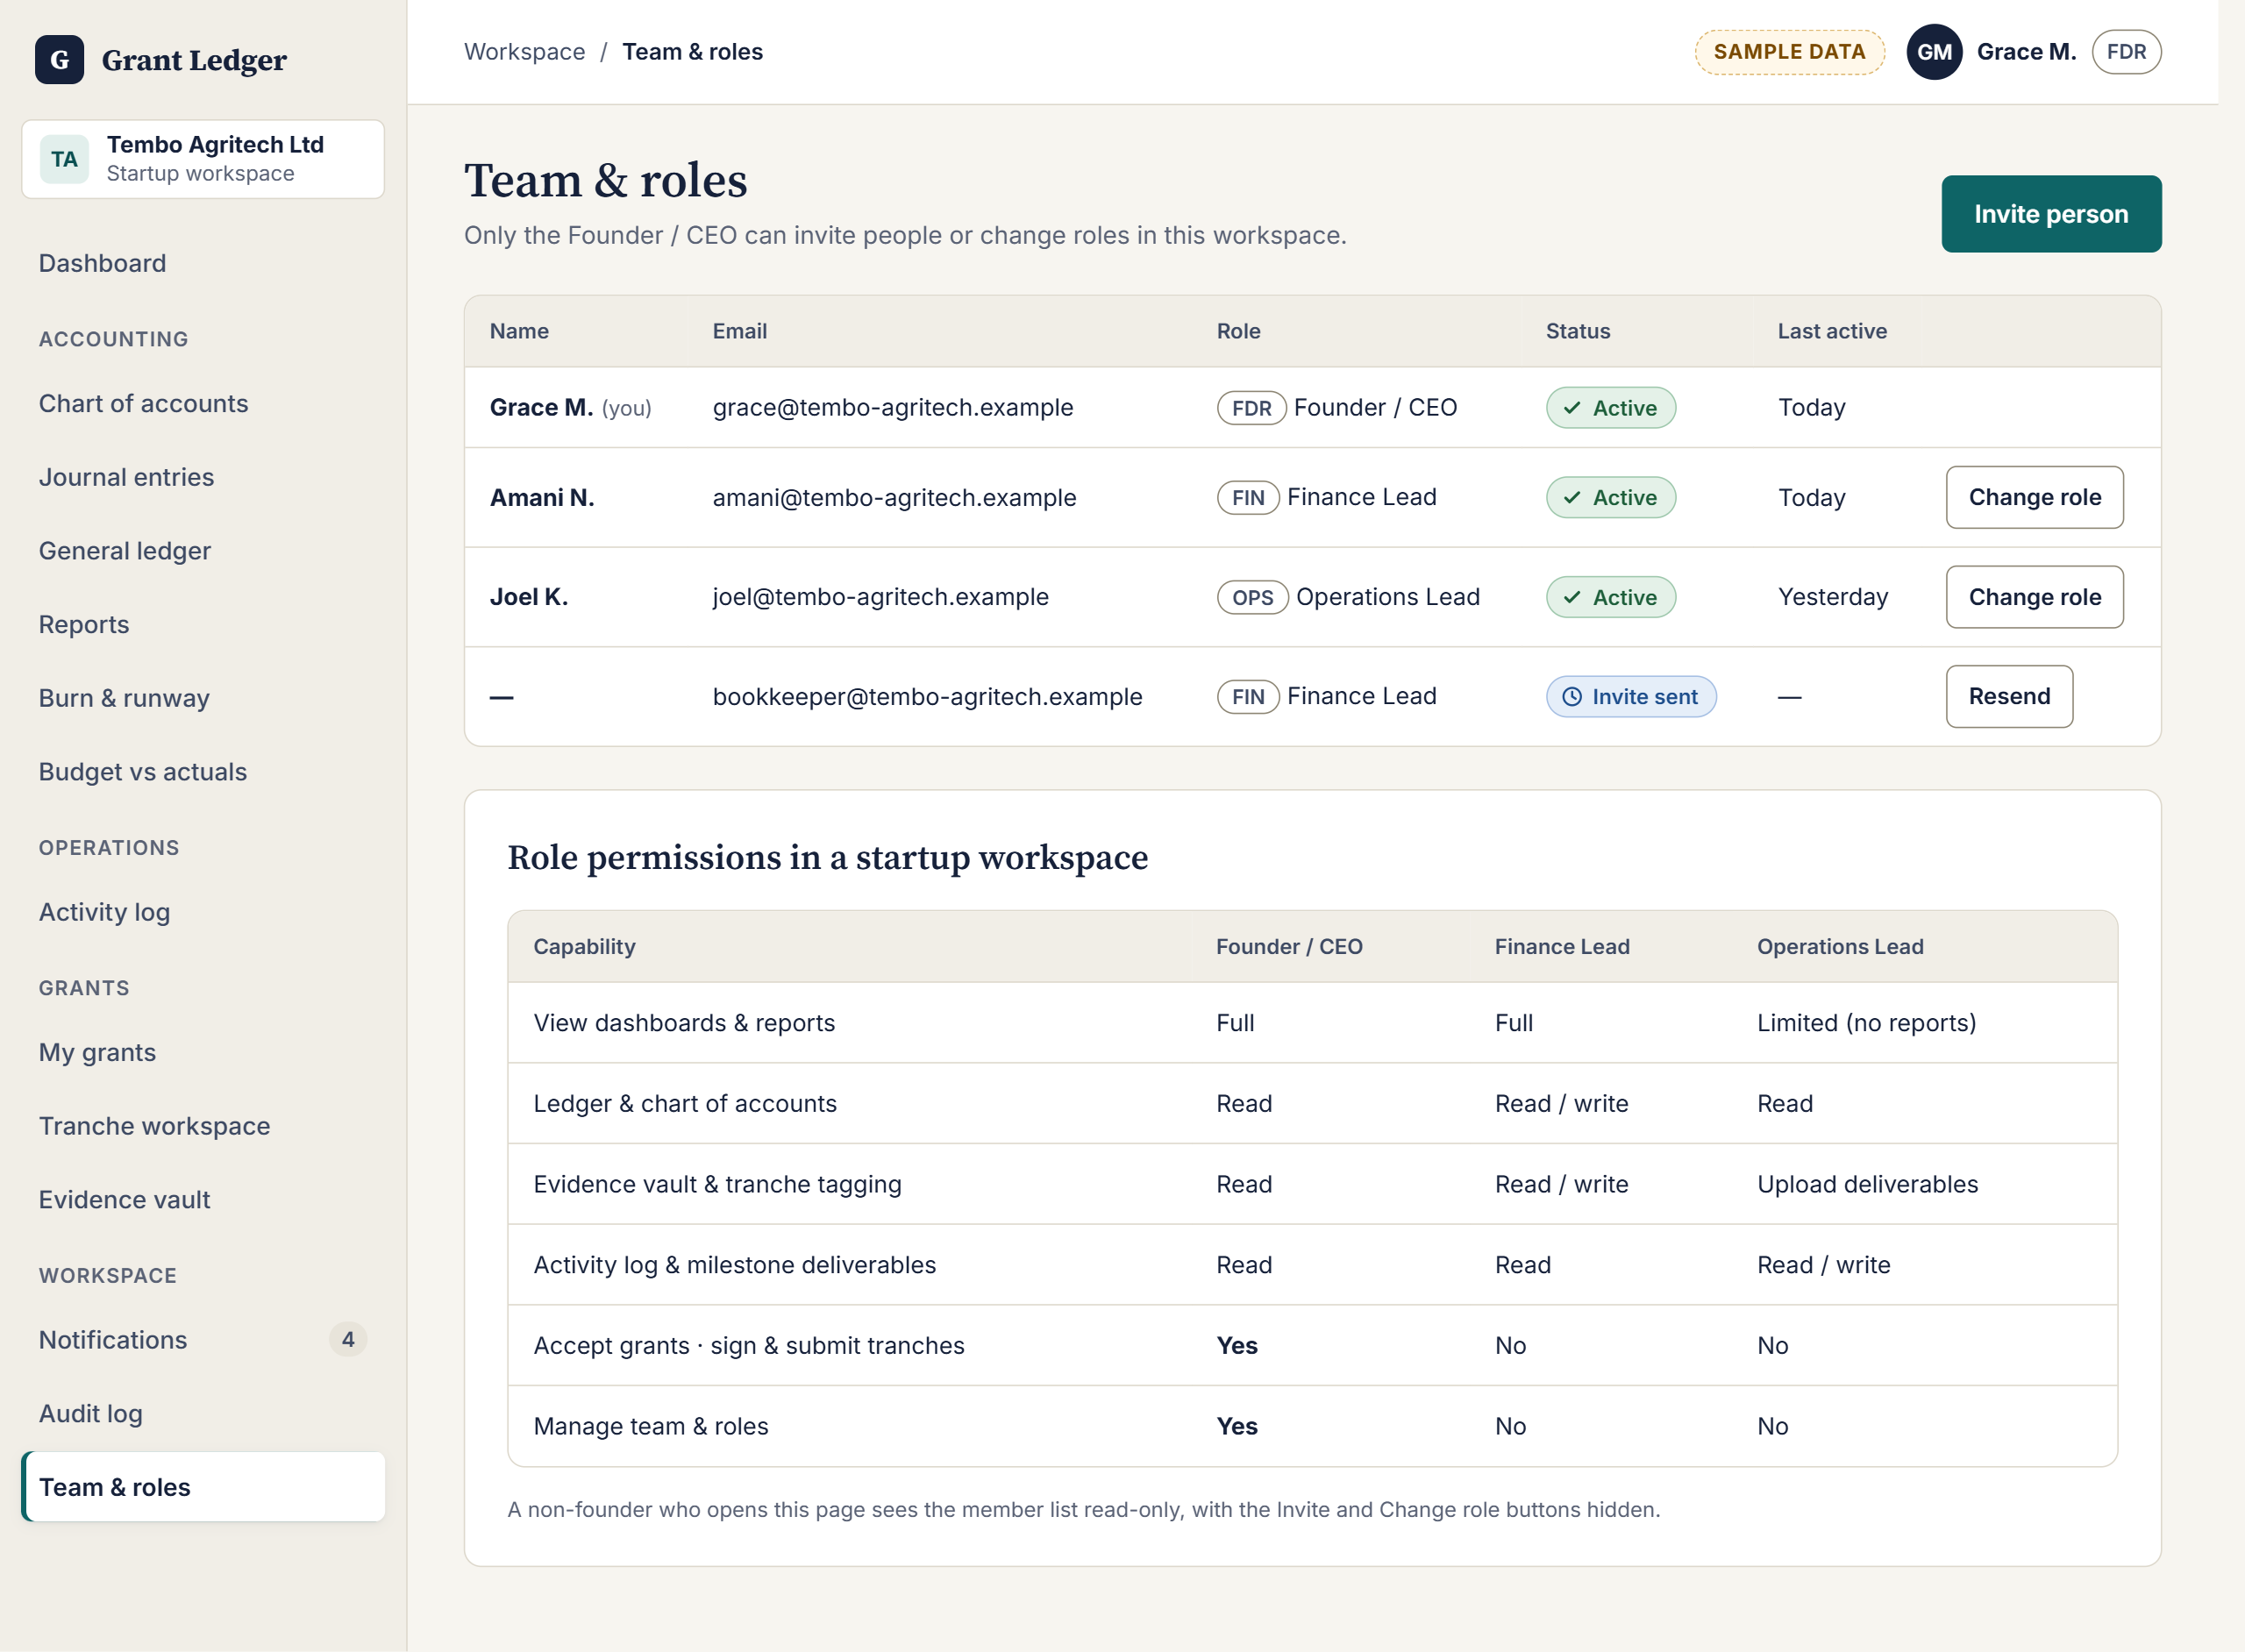 G Grant Ledger
TA Tembo Agritech Ltd
Startup workspace
Dashboard
ACCOUNTING
Chart of accounts
Journal entries
General ledger
Reports
Burn & runway
Budget vs actuals
OPERATIONS
Activity log
GRANTS
My grants
Tranche workspace
Evidence vault
WORKSPACE
Notifications 4
Audit log
Team & roles
Workspace / Team & roles SAMPLE DATA GM Grace M. FDR
Team & roles
Only the Founder / CEO can invite people or change roles in this workspace.
Invite person
Name Email Role Status Last active
Grace M. (you) grace@tembo-agritech.example FDR Founder / CEO Active Today
Amani N. amani@tembo-agritech.example FIN Finance Lead Active Today Change role
Joel K. joel@tembo-agritech.example OPS Operations Lead Active Yesterday Change role
— bookkeeper@tembo-agritech.example FIN Finance Lead Invite sent — Resend
Role permissions in a startup workspace
Capability Founder / CEO Finance Lead Operations Lead
View dashboards & reports Full Full Limited (no reports)
Ledger & chart of accounts Read Read / write Read
Evidence vault & tranche tagging Read Read / write Upload deliverables
Activity log & milestone deliverables Read Read Read / write
Accept grants · sign & submit tranches Yes No No
Manage team & roles Yes No No
A non-founder who opens this page sees the member list read-only, with the Invite and Change role buttons hidden.